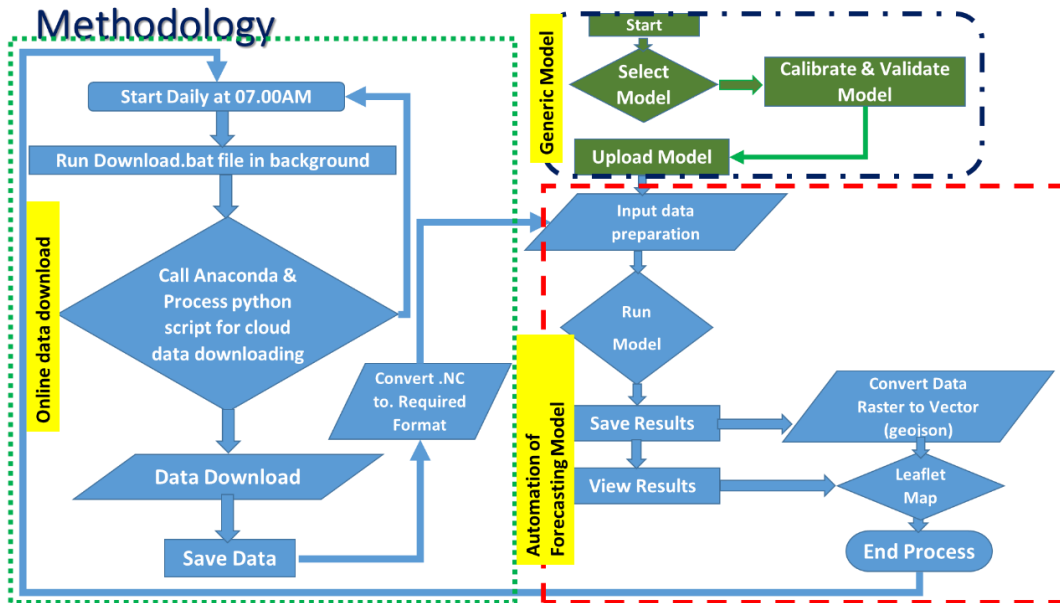 Methodology
Start Daily at 07.00AM
Run Download.bat file in background
Online data download
Call Anaconda &
Process python
script for cloud
data downloading
Convert .NC
to. Required
Format
Data Download
Save Data
Generic Model
Start
Select
Model
Calibrate & Validate
Model
Upload Model
Input data
preparation
Run
Model
Automation of
Forecasting Model
Save Results
Convert Data
Raster to Vector
(geojson)
View Results
Leaflet
Map
End Process